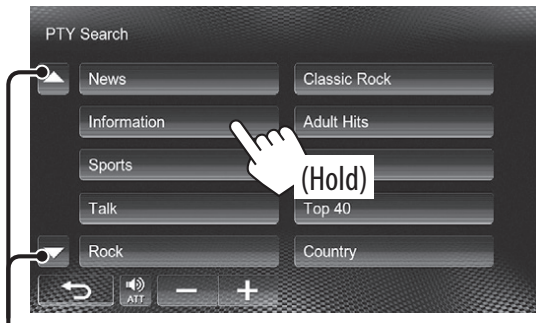 PTY Search
News
Classic Rock
Information
Adult Hits
Sports
(Hold)
Talk
Top 40
Rock
Country
ATT